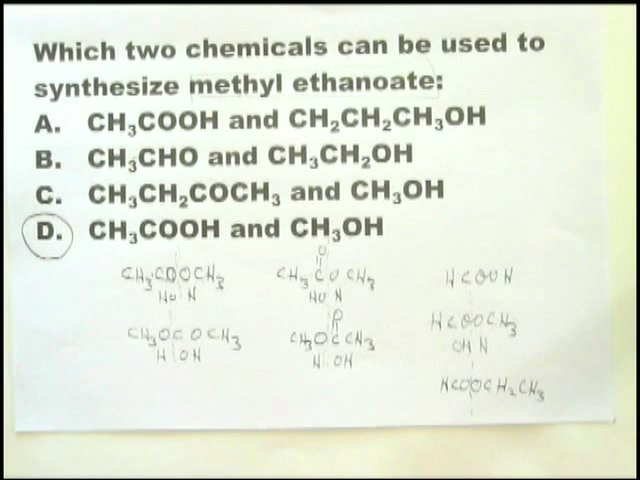 Which two chemicals can be used to
synthesize methyl ethanoate:
A. CH₃COOH and CH₂CH₂CH₃OH
B. CH₃CHO and CH₃CH₂OH
C. CH₃CH₂COCH₃ and CH₃OH
D. CH₃COOH and CH₃OH
O
CH₃COOCH₃ CH₃COCH₃ HCOOH
HO H HO H
O
HCOOCH₃
CH₃OCOCH₃ CH₃OCCH₃ OH H
H OH H OH
HCOOCH₂CH₃